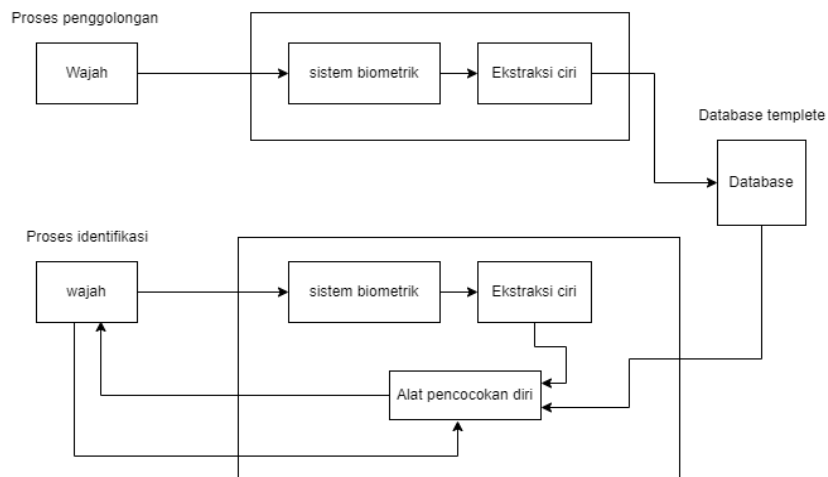 Proses penggolongan
Wajah
sistem biometrik
Ekstraksi ciri
Database templete
Database
Proses identifikasi
wajah
sistem biometrik
Ekstraksi ciri
Alat pencocokan diri